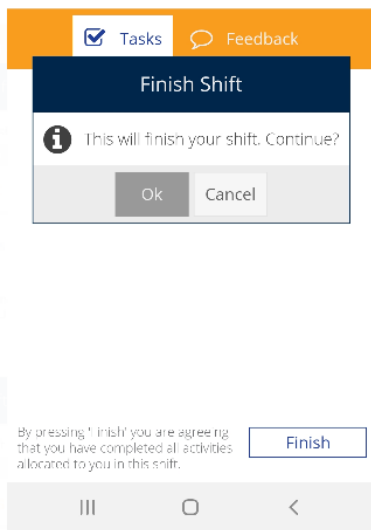 Tasks Feedback
Finish Shift
This will finish your shift. Continue?
Ok Cancel
By pressing 'Finish' you are agreeing
that you have completed all activities
allocated to you in this shift.
Finish